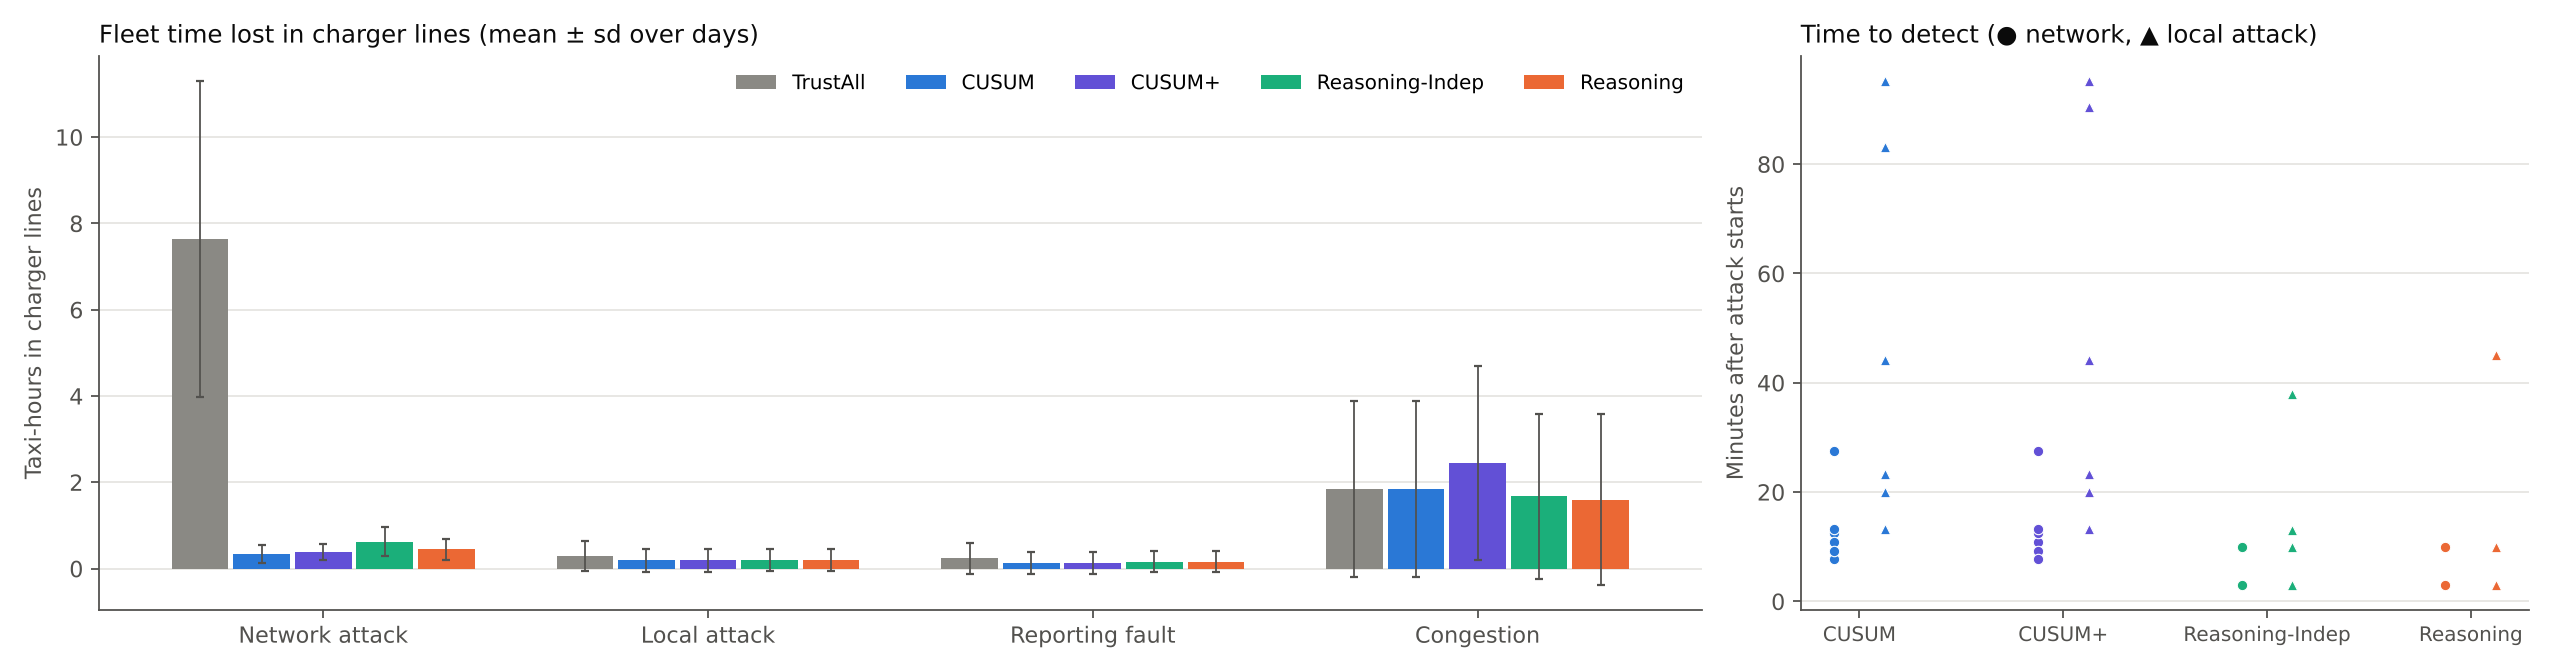 Fleet time lost in charger lines (mean ± sd over days)
TrustAll CUSUM CUSUM+ Reasoning-Indep Reasoning
Taxi-hours in charger lines
10
8
6
4
2
0
Network attack Local attack Reporting fault Congestion
Time to detect (● network, ▲ local attack)
Minutes after attack starts
80
60
40
20
0
CUSUM CUSUM+ Reasoning-Indep Reasoning